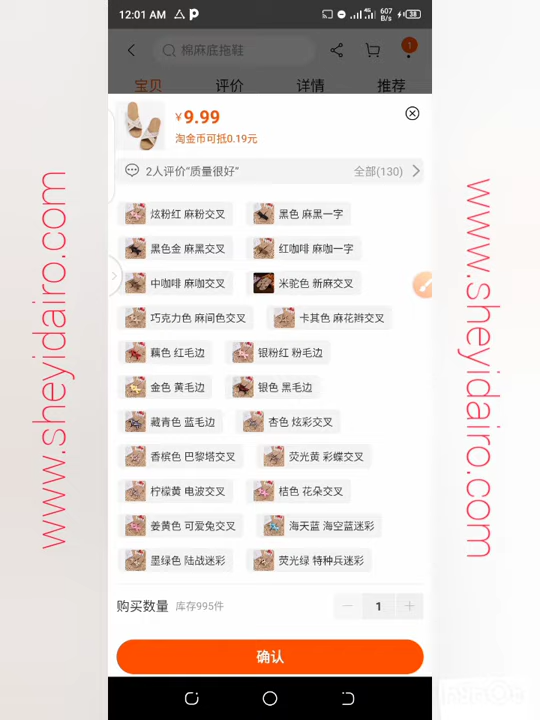 12:01 AM
4G
607
B/s
38
棉麻底拖鞋
1
宝贝 评价 详情 推荐
¥9.99
淘金币可抵0.19元
2人评价“质量很好” 全部(130)
炫粉红 麻粉交叉 黑色 麻黑一字
黑色金 麻黑交叉 红咖啡 麻咖一字
中咖啡 麻咖交叉 米驼色 新麻交叉
巧克力色 麻间色交叉 卡其色 麻花辫交叉
藕色 红毛边 银粉红 粉毛边
金色 黄毛边 银色 黑毛边
藏青色 蓝毛边 杏色 炫彩交叉
香槟色 巴黎塔交叉 荧光黄 彩蝶交叉
柠檬黄 电波交叉 桔色 花朵交叉
姜黄色 可爱兔交叉 海天蓝 海空蓝迷彩
墨绿色 陆战迷彩 荧光绿 特种兵迷彩
购买数量 库存995件 — 1 +
确认
www.sheyidairo.com
www.sheyidairo.com